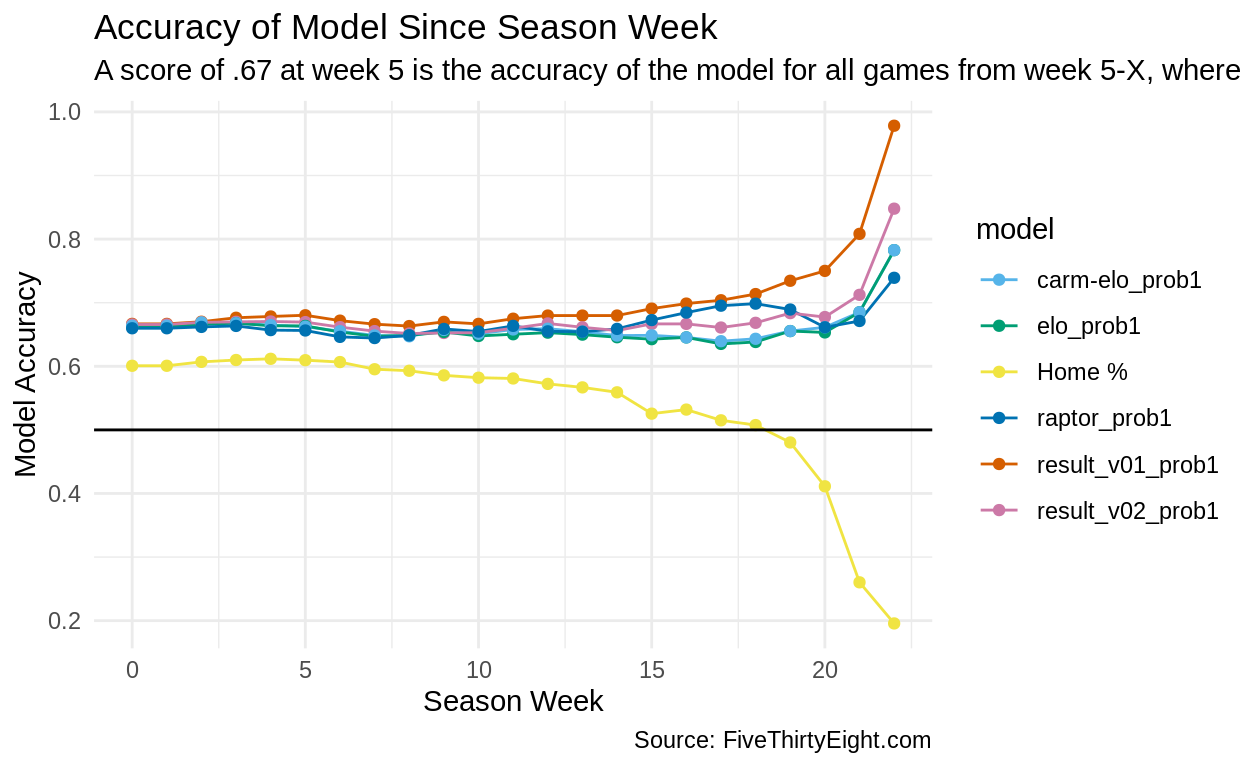 Accuracy of Model Since Season Week
A score of .67 at week 5 is the accuracy of the model for all games from week 5-X, where
1.0
0.8
0.6
0.4
0.2
Model Accuracy
0 5 10 15 20
Season Week
model
carm-elo_prob1
elo_prob1
Home %
raptor_prob1
result_v01_prob1
result_v02_prob1
Source: FiveThirtyEight.com